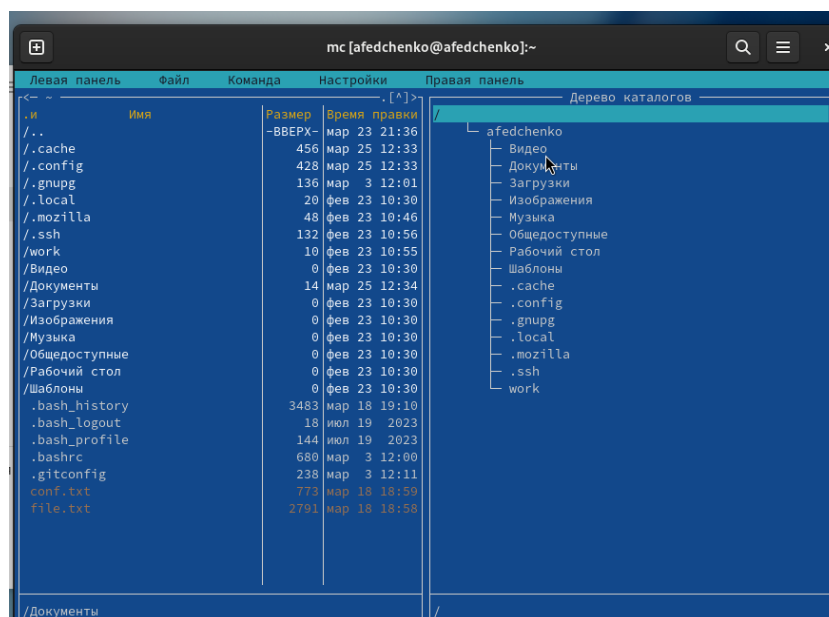 mc [afedchenko@afedchenko]:~
Левая панель Файл Команда Настройки Правая панель
<— ~ .[^]>
.и Имя Размер Время правки
/.. -ВВЕРХ- мар 23 21:36
/.cache 456 мар 25 12:33
/.config 428 мар 25 12:33
/.gnupg 136 мар 3 12:01
/.local 20 фев 23 10:30
/.mozilla 48 фев 23 10:46
/.ssh 132 фев 23 10:56
/work 10 фев 23 10:55
/Видео 0 фев 23 10:30
/Документы 14 мар 25 12:34
/Загрузки 0 фев 23 10:30
/Изображения 0 фев 23 10:30
/Музыка 0 фев 23 10:30
/Общедоступные 0 фев 23 10:30
/Рабочий стол 0 фев 23 10:30
/Шаблоны 0 фев 23 10:30
.bash_history 3483 мар 18 19:10
.bash_logout 18 июл 19 2023
.bash_profile 144 июл 19 2023
.bashrc 680 мар 3 12:00
.gitconfig 238 мар 3 12:11
conf.txt 773 мар 18 18:59
file.txt 2791 мар 18 18:58
/Документы
Дерево каталогов
/
afedchenko
Видео
Документы
Загрузки
Изображения
Музыка
Общедоступные
Рабочий стол
Шаблоны
.cache
.config
.gnupg
.local
.mozilla
.ssh
work
/